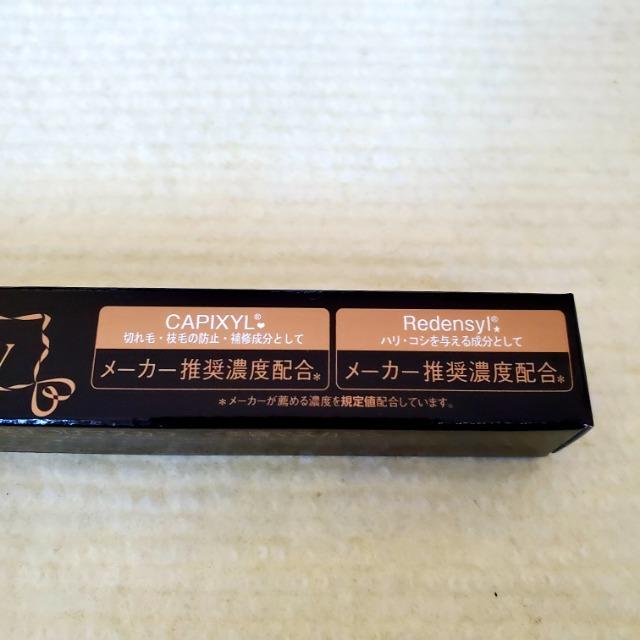 CAPIXYL®♥
切れ毛・枝毛の防止・補修成分として
メーカー推奨濃度配合*
Redensyl®★
ハリ・コシを与える成分として
メーカー推奨濃度配合*
*メーカーが薦める濃度を規定値配合しています。